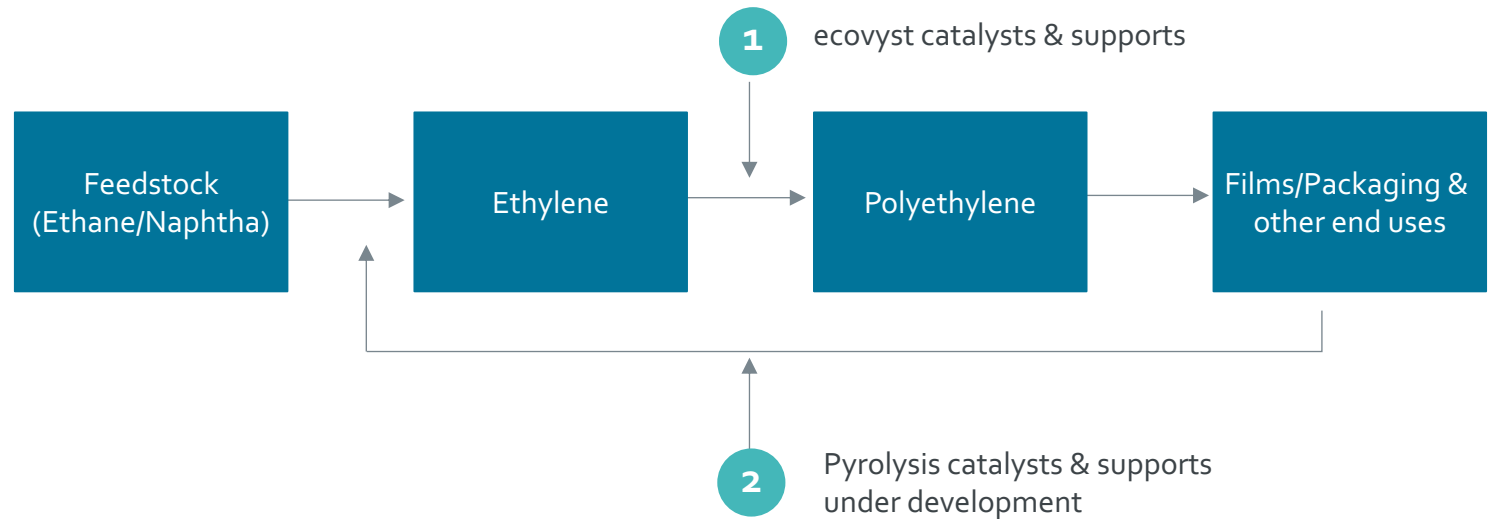 1
ecovyst catalysts & supports
Feedstock
(Ethane/Naphtha)
Ethylene
Polyethylene
Films/Packaging &
other end uses
2
Pyrolysis catalysts & supports
under development